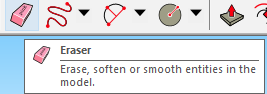 Eraser
Erase, soften or smooth entities in the
model.